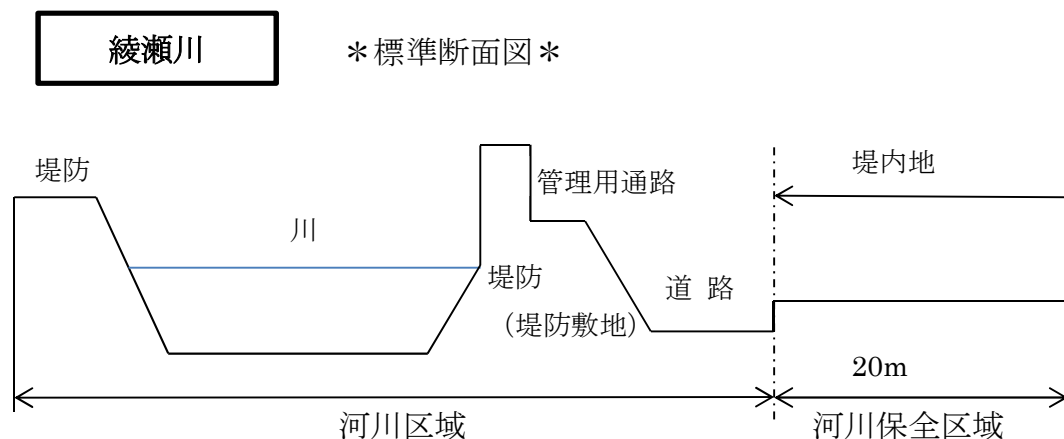 綾瀬川
＊標準断面図＊
堤防
管理用通路
堤内地
川
堤防
（堤防敷地）
道 路
20m
河川区域
河川保全区域